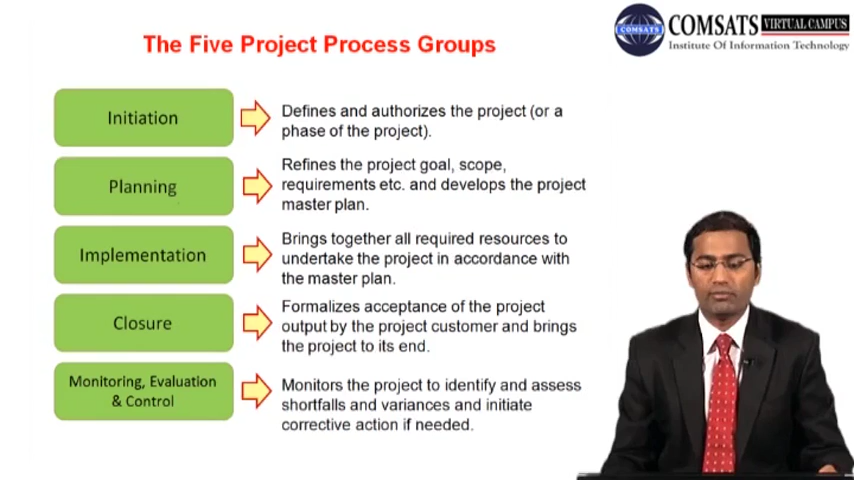 The Five Project Process Groups
COMSATS
COMSATS VIRTUAL CAMPUS
Institute Of Information Technology
Initiation
Defines and authorizes the project (or a
phase of the project).
Planning
Refines the project goal, scope,
requirements etc. and develops the project
master plan.
Implementation
Brings together all required resources to
undertake the project in accordance with
the master plan.
Closure
Formalizes acceptance of the project
output by the project customer and brings
the project to its end.
Monitoring, Evaluation
& Control
Monitors the project to identify and assess
shortfalls and variances and initiate
corrective action if needed.